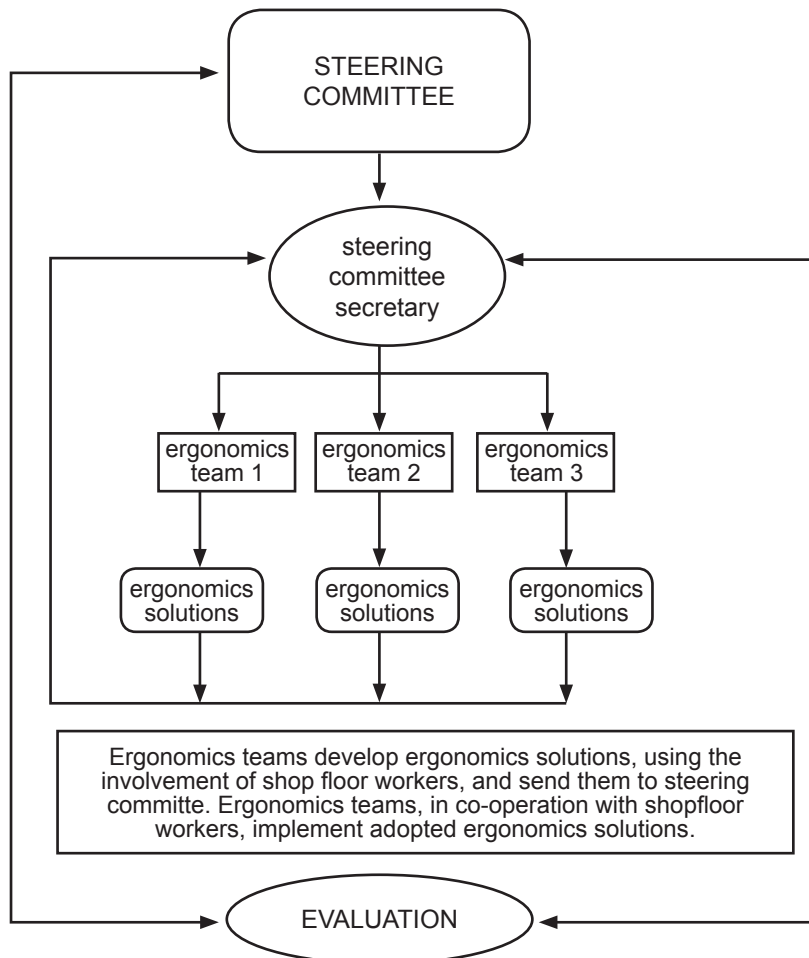 STEERING
COMMITTEE
steering
committee
secretary
ergonomics
team 1
ergonomics
team 2
ergonomics
team 3
ergonomics
solutions
ergonomics
solutions
ergonomics
solutions
Ergonomics teams develop ergonomics solutions, using the
involvement of shop floor workers, and send them to steering
committe. Ergonomics teams, in co-operation with shopfloor
workers, implement adopted ergonomics solutions.
EVALUATION